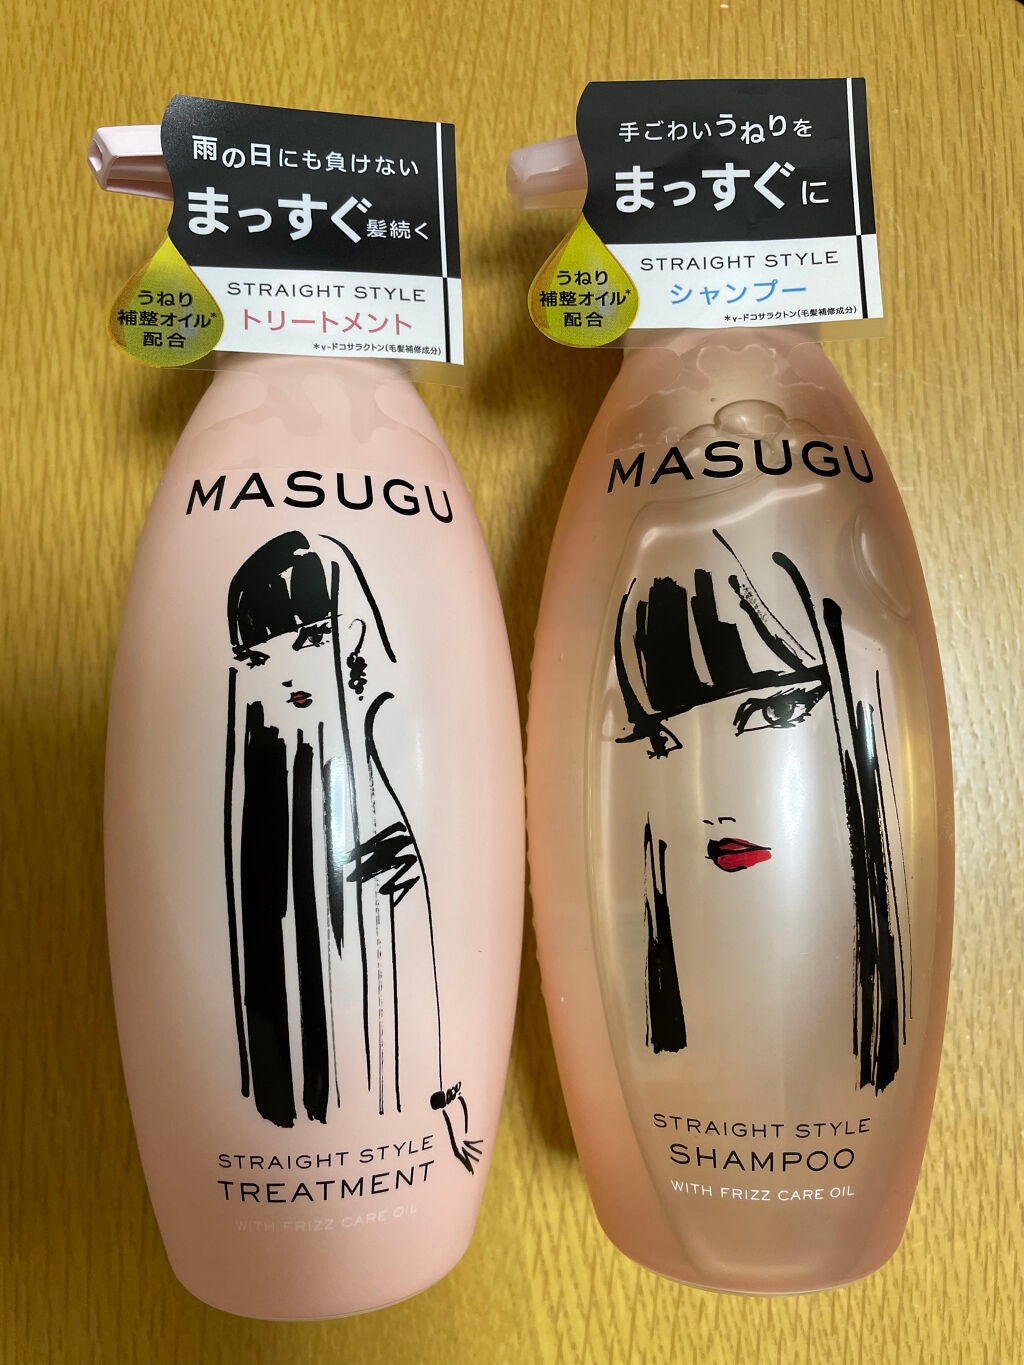 雨の日にも負けない
まっすぐ髪続く
うねり
補整オイル*
配合
STRAIGHT STYLE
トリートメント
*γ-ドコサラクトン(毛髪補修成分)
MASUGU
STRAIGHT STYLE
TREATMENT
WITH FRIZZ CARE OIL
手ごわいうねりを
まっすぐに
うねり
補整オイル*
配合
STRAIGHT STYLE
シャンプー
*γ-ドコサラクトン(毛髪補修成分)
MASUGU
STRAIGHT STYLE
SHAMPOO
WITH FRIZZ CARE OIL